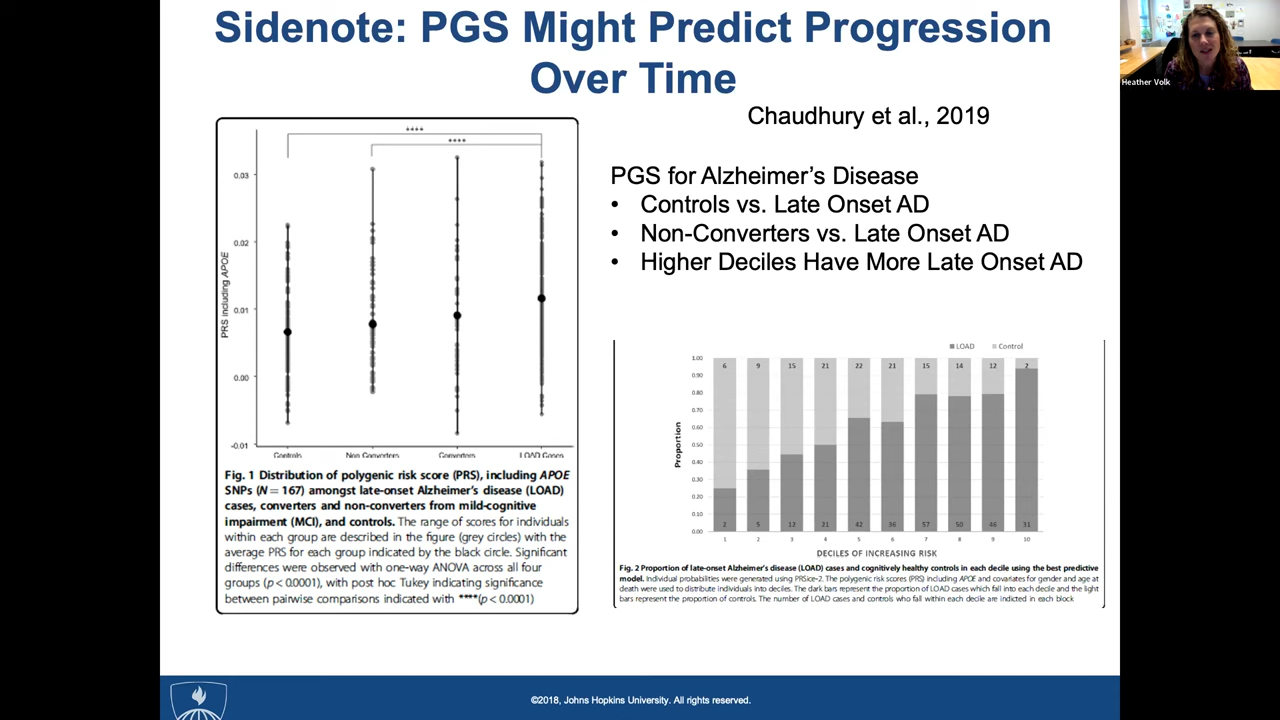 Sidenote: PGS Might Predict Progression
Over Time
Heather Volk
Chaudhury et al., 2019
PGS for Alzheimer's Disease
• Controls vs. Late Onset AD
• Non-Converters vs. Late Onset AD
• Higher Deciles Have More Late Onset AD
****
****
PRS including APOE
0.03
0.02
0.01
0.00
-0.01
Controls Non Converters Converters LOAD Cases
Fig. 1 Distribution of polygenic risk score (PRS), including APOE
SNPs (N = 167) amongst late-onset Alzheimer's disease (LOAD)
cases, converters and non-converters from mild-cognitive
impairment (MCI), and controls. The range of scores for individuals
within each group are described in the figure (grey circles) with the
average PRS for each group indicated by the black circle. Significant
differences were observed with one-way ANOVA across all four
groups (p < 0.0001), with post hoc Tukey indicating significance
between pairwise comparisons indicated with ****(p < 0.0001)
LOAD Control
Proportion
1.00
0.90
0.80
0.70
0.60
0.50
0.40
0.30
0.20
0.10
0.00
6 9 15 21 22 21 15 14 12 2
2 5 12 21 42 36 57 50 46 31
1 2 3 4 5 6 7 8 9 10
DECILES OF INCREASING RISK
Fig. 2 Proportion of late-onset Alzheimer's disease (LOAD) cases and cognitively healthy controls in each decile using the best predictive
model. Individual probabilities were generated using PRSice-2. The polygenic risk scores (PRS) including APOE and covariates for gender and age at
death were used to distribute individuals into deciles. The dark bars represent the proportion of LOAD cases which fall into each decile and the light
bars represent the proportion of controls. The number of LOAD cases and controls who fall within each decile are indicted in each block
©2018, Johns Hopkins University. All rights reserved.